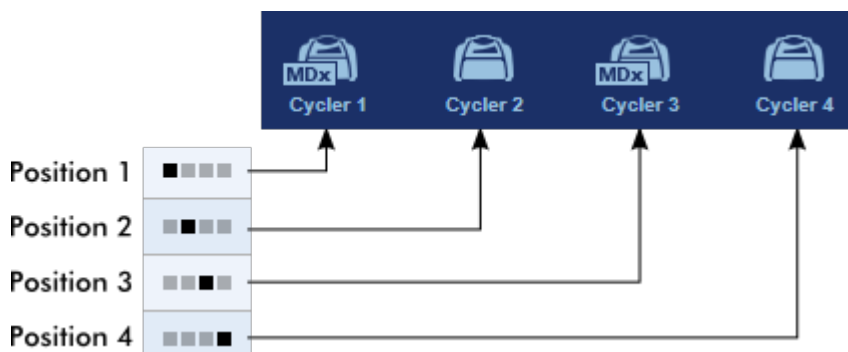 MDx MDx
Cycler 1 Cycler 2 Cycler 3 Cycler 4
Position 1
Position 2
Position 3
Position 4